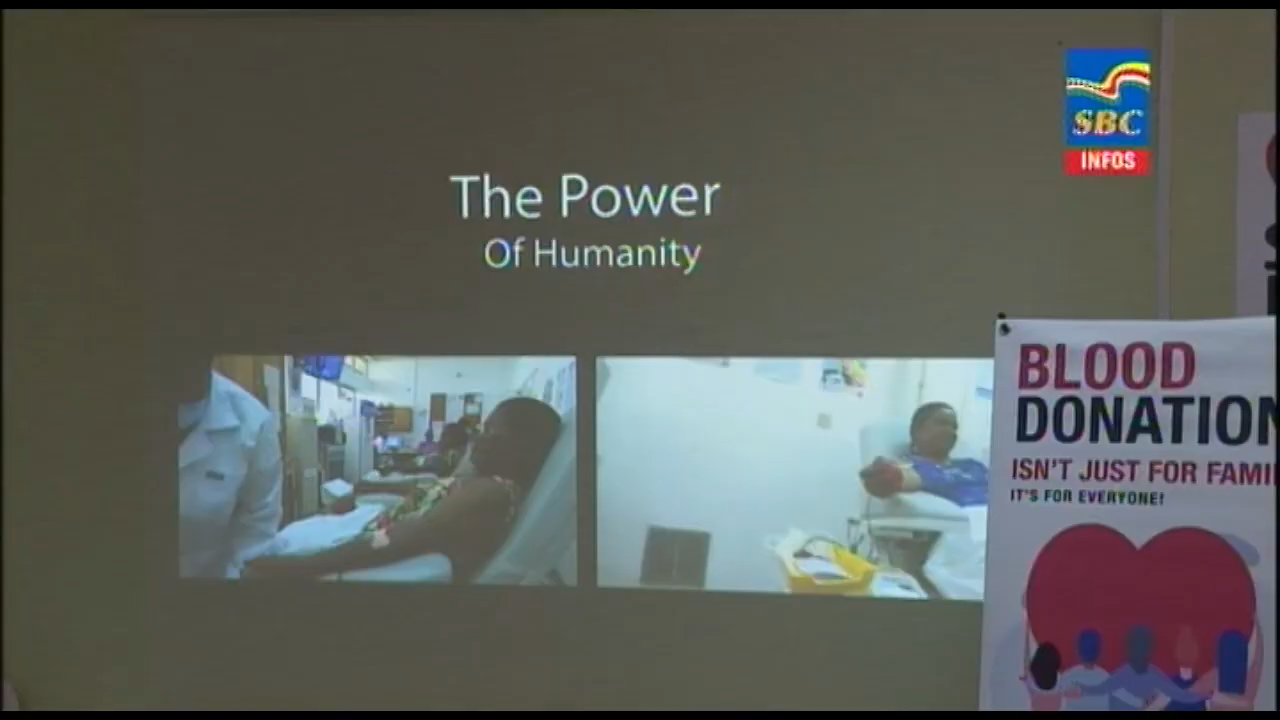 SBC
INFOS
The Power
Of Humanity
BLOOD
DONATION
ISN'T JUST FOR FAMI
IT'S FOR EVERYONE!